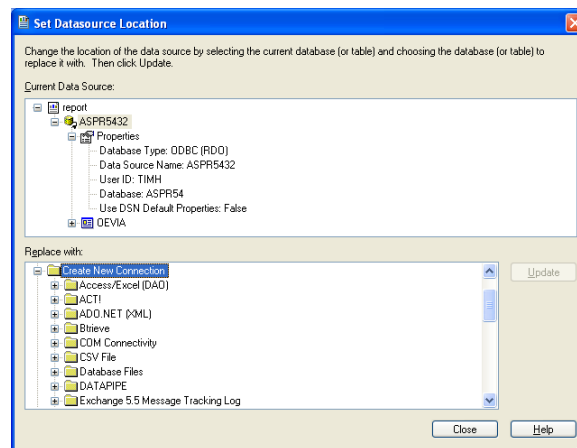 Set Datasource Location
Change the location of the data source by selecting the current database (or table) and choosing the database (or table) to
replace it with. Then click Update.
Current Data Source:
report
ASPR5432
Properties
Database Type: ODBC (RDO)
Data Source Name: ASPR5432
User ID: TIMH
Database: ASPR54
Use DSN Default Properties: False
OEVIA
Replace with:
Create New Connection
Update
Access/Excel (DAO)
ACT!
ADO.NET (XML)
Btrieve
COM Connectivity
CSV File
Database Files
DATAPIPE
Exchange 5.5 Message Tracking Log
Close
Help